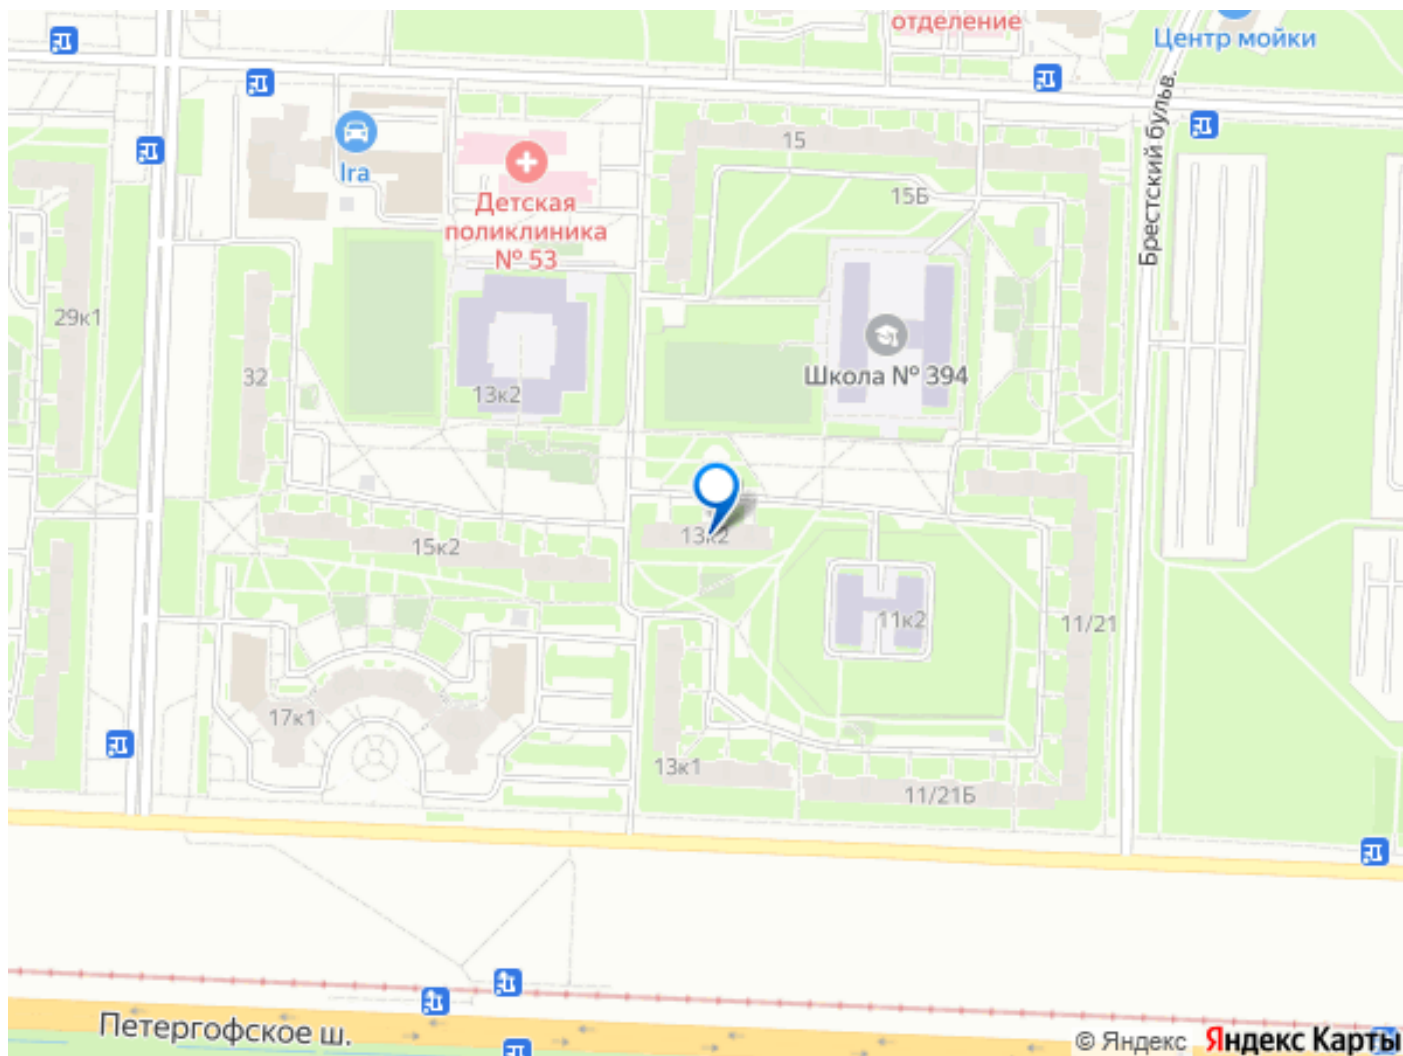 отделение
Центр мойки
Брестский бульв.
15
Ira
15Б
Детская
поликлиника
№ 53
29к1
32
13к2
Школа № 394
13к2
15к2
11к2
11/21
17к1
13к1
11/21Б
Петергофское ш.
© Яндекс Яндекс Карты